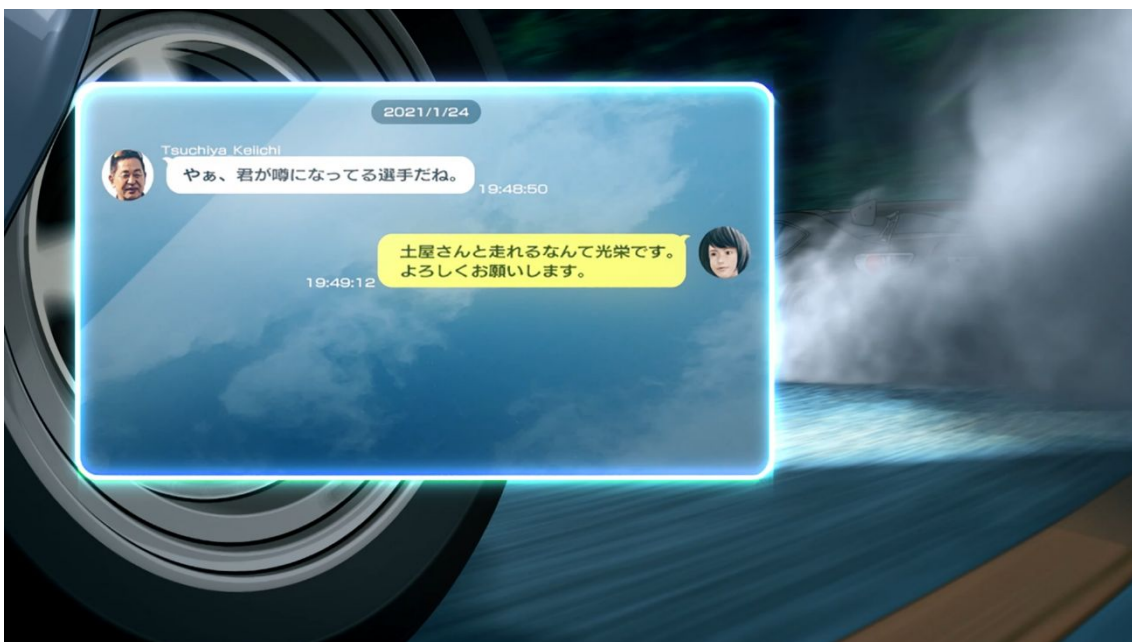 2021/1/24
Tsuchiya Keiichi
やぁ、君が噂になってる選手だね。
19:48:50
土屋さんと走れるなんて光栄です。
よろしくお願いします。
19:49:12